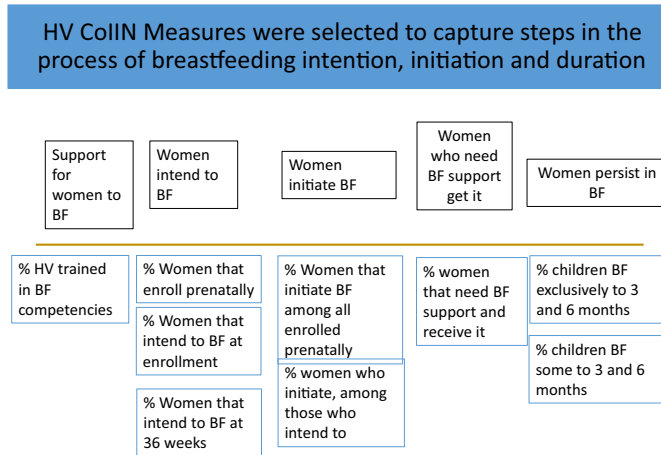 HV CoIIN Measures were selected to capture steps in the
process of breastfeeding intention, initiation and duration
Support
for
women to
BF
Women
intend to
BF
Women
initiate BF
Women
who need
BF support
get it
Women persist in
BF
% HV trained
in BF
competencies
% Women that
enroll prenatally
% Women that
intend to BF at
enrollment
% Women that
intend to BF at
36 weeks
% Women that
initiate BF
among all
enrolled
prenatally
% women who
initiate, among
those who
intend to
% women
that need BF
support and
receive it
% children BF
exclusively to 3
and 6 months
% children BF
some to 3 and 6
months